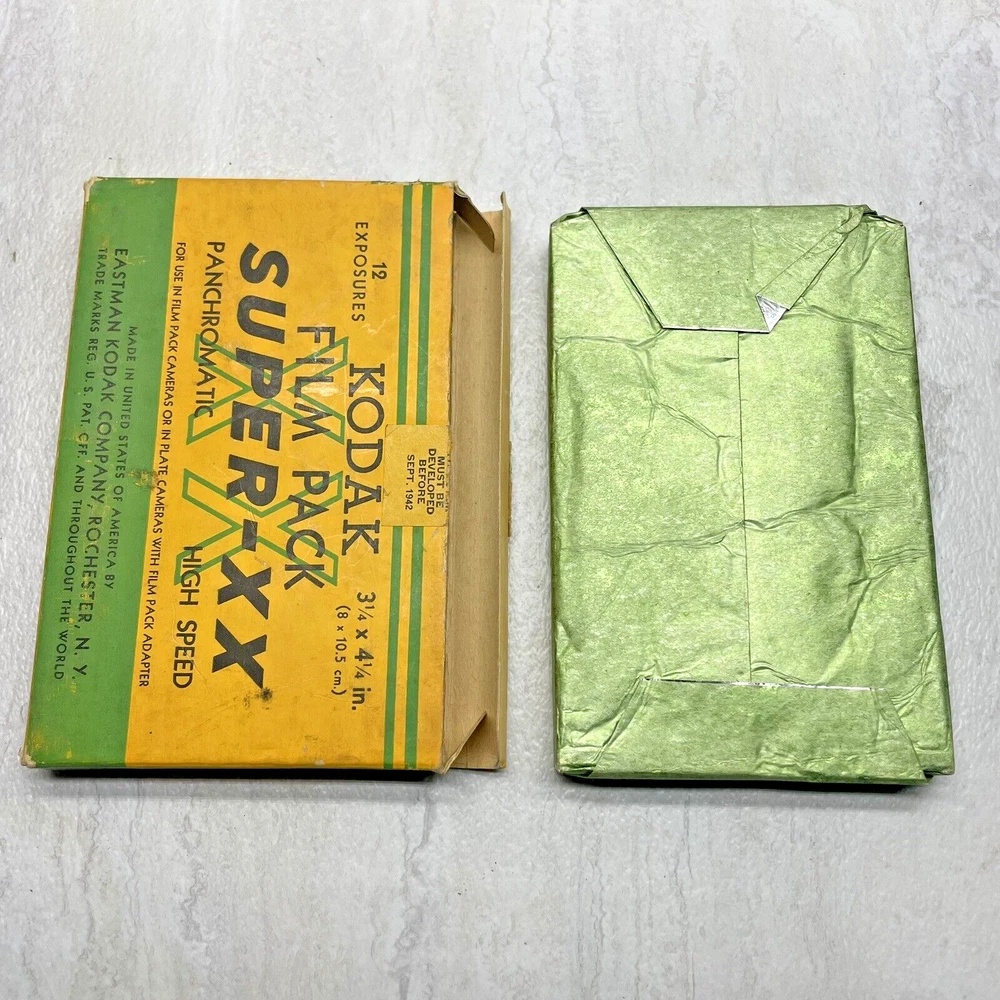 12
EXPOSURES
KODAK
3¼ x 4¼ in.
(8 x 10.5 cm.)
FILM PACK
SUPER-XX
XX
PANCHROMATIC
HIGH SPEED
FOR USE IN FILM PACK CAMERAS OR IN PLATE CAMERAS WITH FILM PACK ADAPTER
MADE IN UNITED STATES OF AMERICA BY
EASTMAN KODAK COMPANY, ROCHESTER, N. Y.
TRADE MARKS REG. U. S. PAT. OFF. AND THROUGHOUT THE WORLD
MUST BE
DEVELOPED
BEFORE
SEPT. 1942